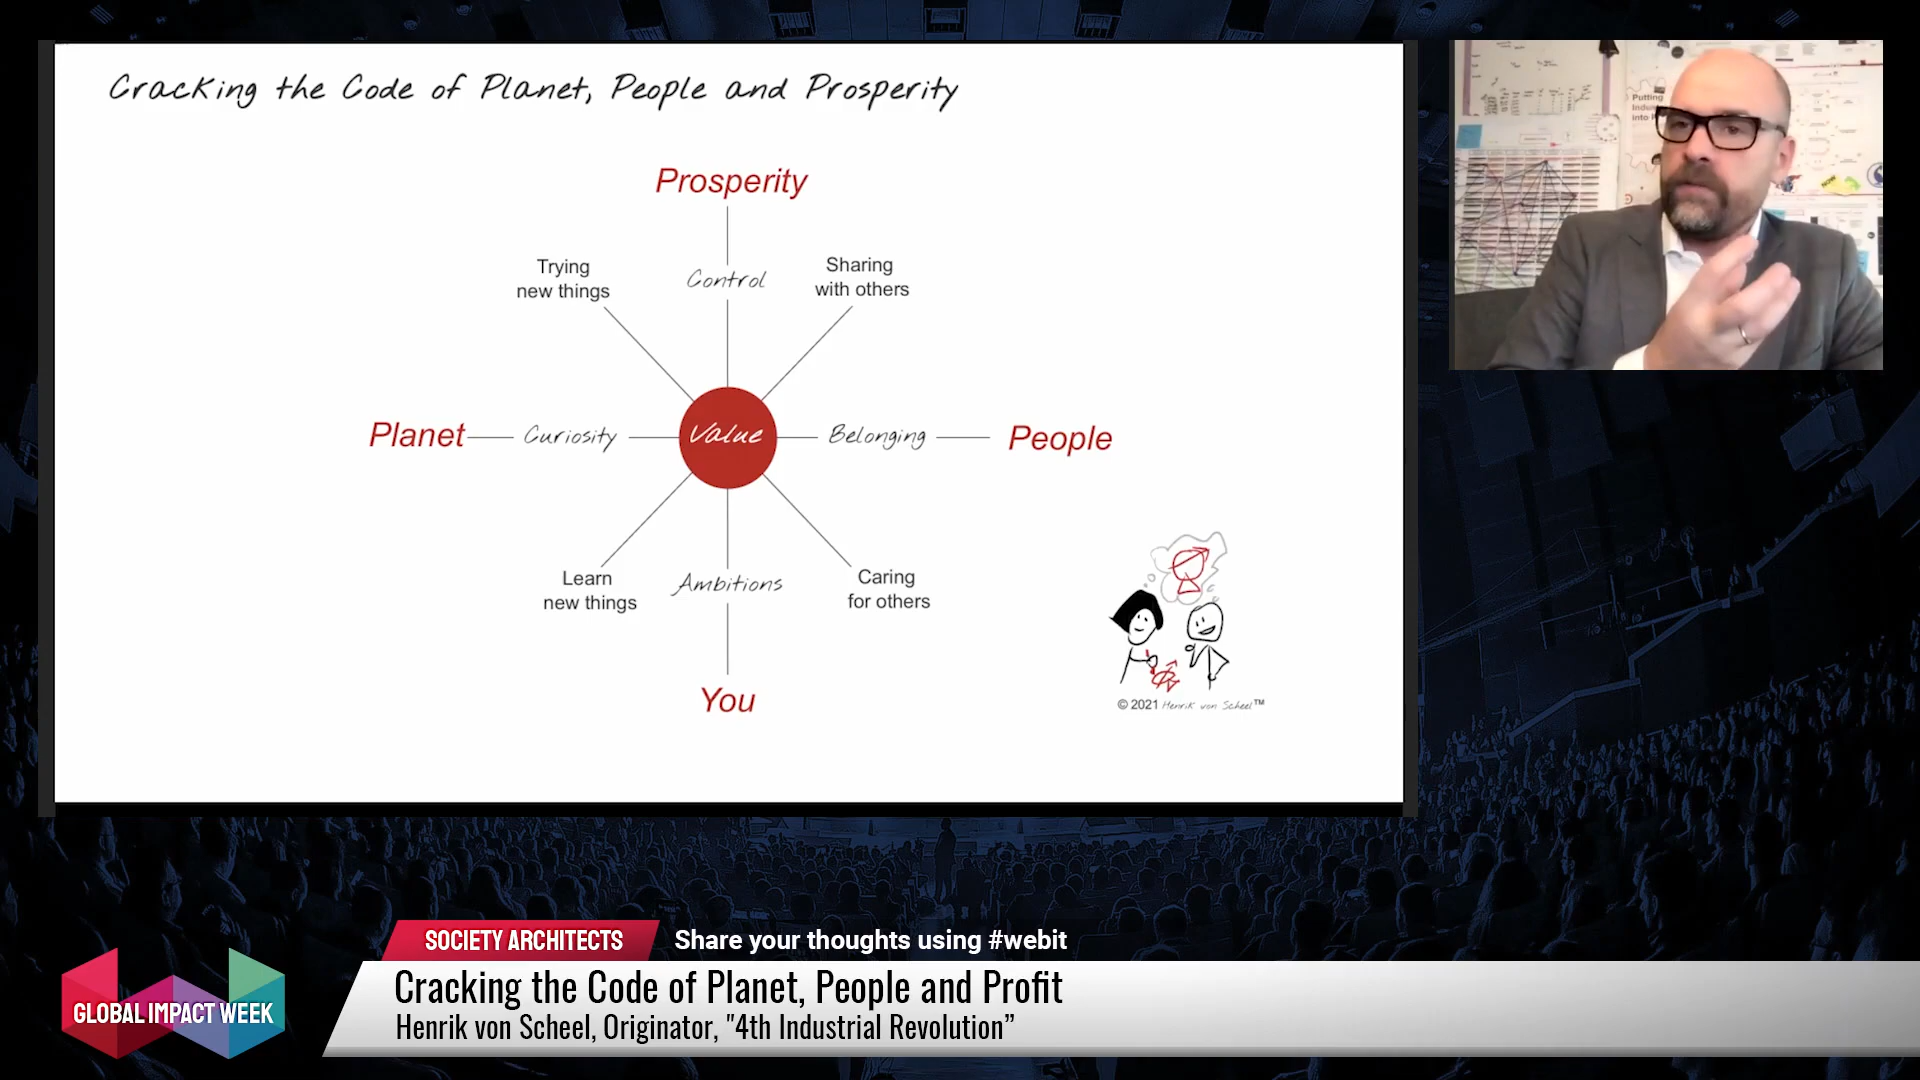 Cracking the Code of Planet, People and Prosperity
Prosperity
Trying
new things
Control
Sharing
with others
Planet
Curiosity
Value
Belonging
People
Learn
new things
Ambitions
Caring
for others
You
© 2021 Henrik von Scheel™
Putting
SOCIETY ARCHITECTS
Share your thoughts using #webit
GLOBAL IMPACT WEEK
Cracking the Code of Planet, People and Profit
Henrik von Scheel, Originator, "4th Industrial Revolution”